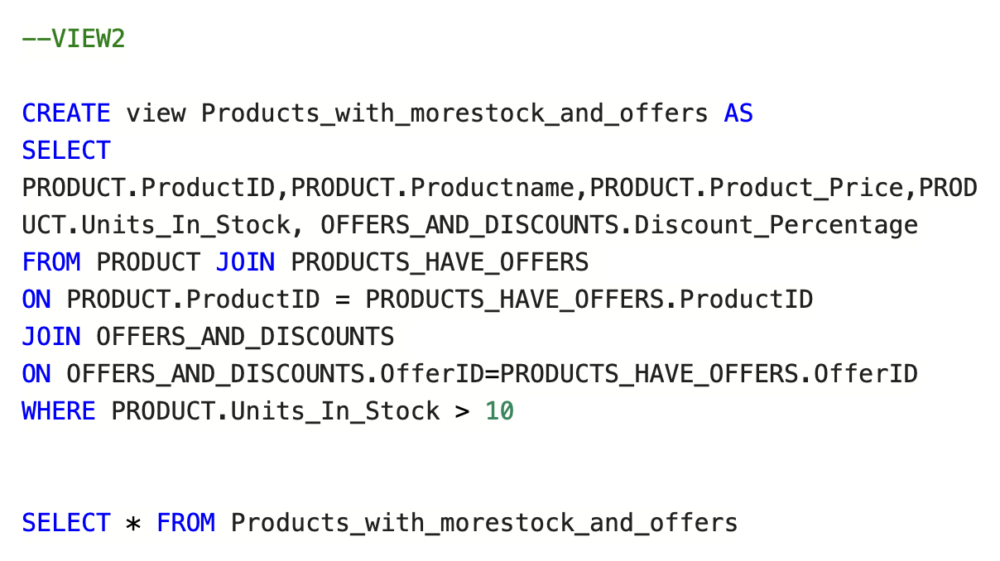 --VIEW2
CREATE view Products_with_morestock_and_offers AS
SELECT
PRODUCT.ProductID,PRODUCT.Productname,PRODUCT.Product_Price,PROD
UCT.Units_In_Stock, OFFERS_AND_DISCOUNTS.Discount_Percentage
FROM PRODUCT JOIN PRODUCTS_HAVE_OFFERS
ON PRODUCT.ProductID = PRODUCTS_HAVE_OFFERS.ProductID
JOIN OFFERS_AND_DISCOUNTS
ON OFFERS_AND_DISCOUNTS.OfferID=PRODUCTS_HAVE_OFFERS.OfferID
WHERE PRODUCT.Units_In_Stock > 10
SELECT * FROM Products_with_morestock_and_offers